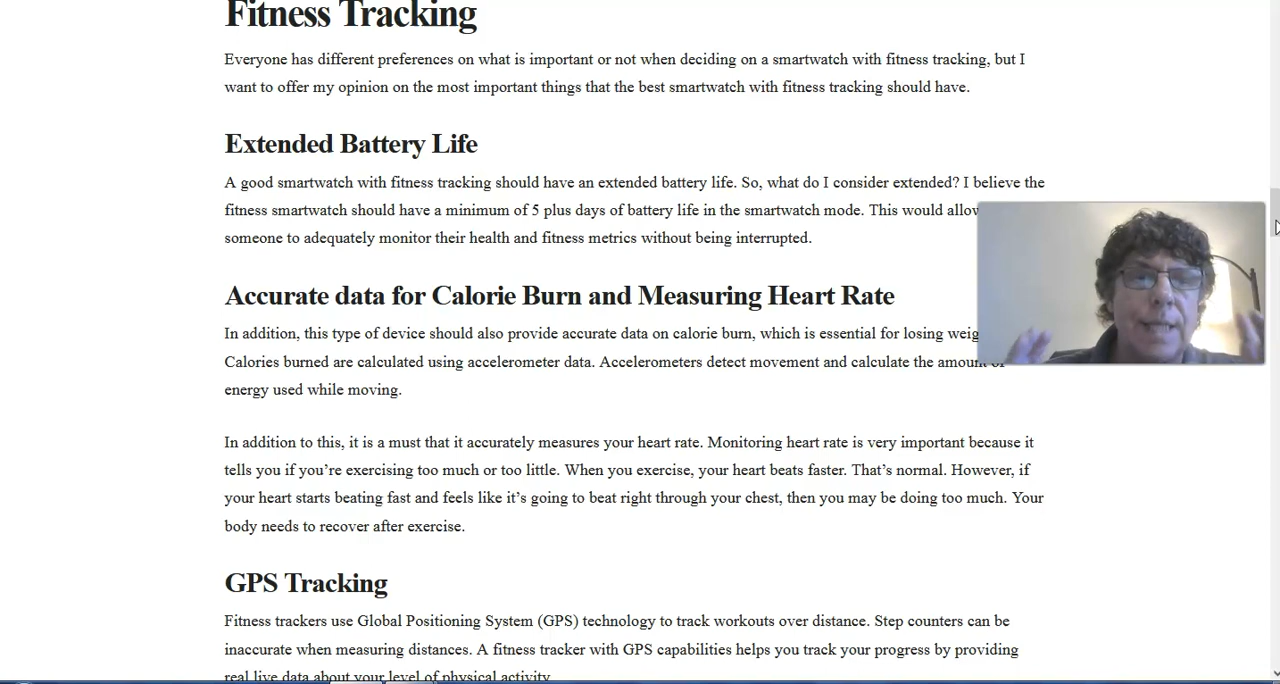 Fitness Tracking
Everyone has different preferences on what is important or not when deciding on a smartwatch with fitness tracking, but I
want to offer my opinion on the most important things that the best smartwatch with fitness tracking should have.
Extended Battery Life
A good smartwatch with fitness tracking should have an extended battery life. So, what do I consider extended? I believe the
fitness smartwatch should have a minimum of 5 plus days of battery life in the smartwatch mode. This would
someone to adequately monitor their health and fitness metrics without being interrupted.
Accurate data for Calorie Burn and Measuring Heart Rate
In addition, this type of device should also provide accurate data on calorie burn, which is essential for losing
Calories burned are calculated using accelerometer data. Accelerometers detect movement and calculate the amount of
energy used while moving.
In addition to this, it is a must that it accurately measures your heart rate. Monitoring heart rate is very important because it
tells you if you’re exercising too much or too little. When you exercise, your heart beats faster. That’s normal. However, if
your heart starts beating fast and feels like it’s going to beat right through your chest, then you may be doing too much. Your
body needs to recover after exercise.
GPS Tracking
Fitness trackers use Global Positioning System (GPS) technology to track workouts over distance. Step counters can be
inaccurate when measuring distances. A fitness tracker with GPS capabilities helps you track your progress by providing
real live data about your level of physical activity.